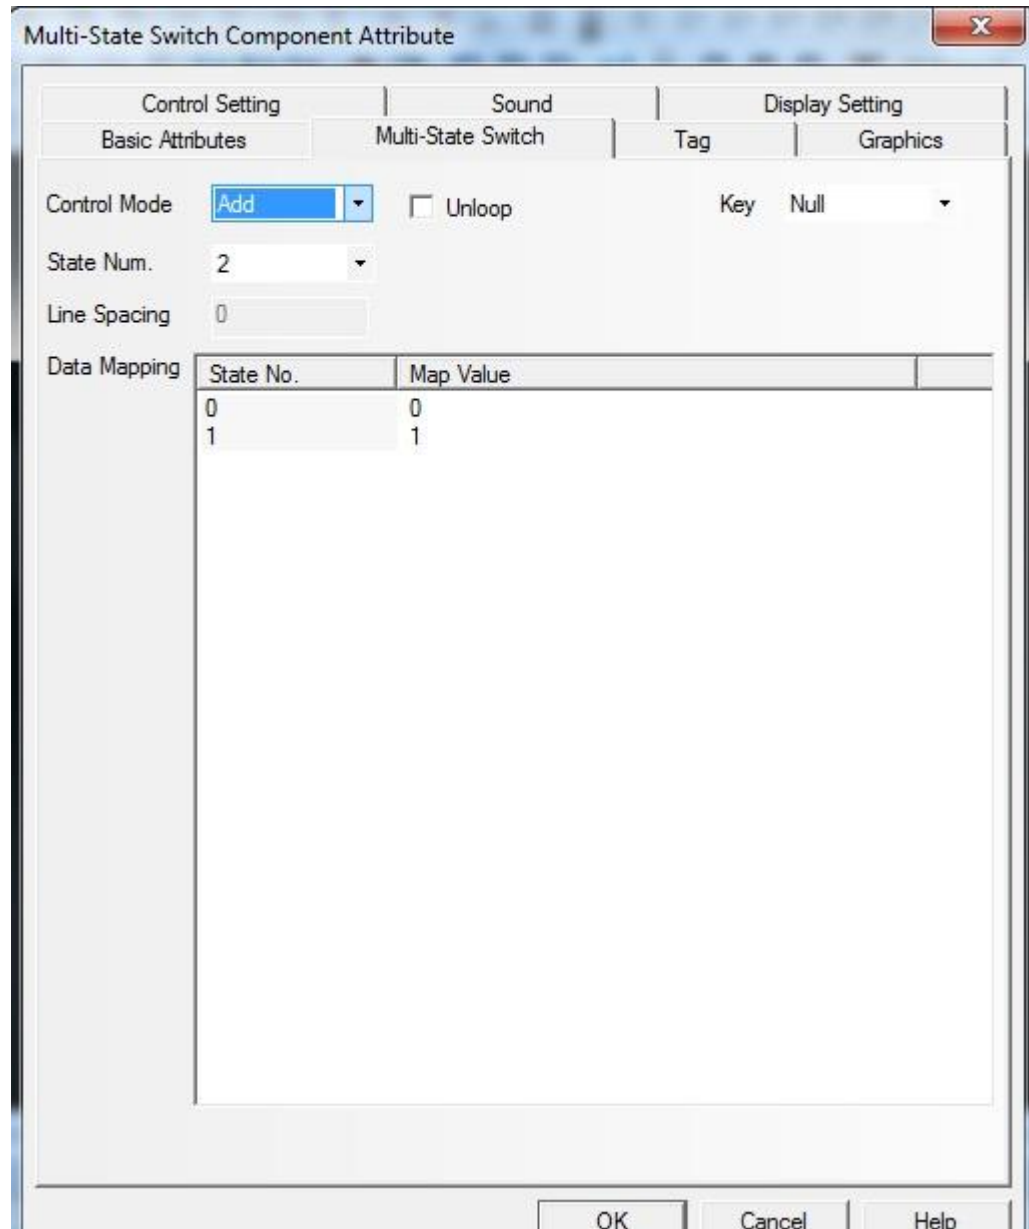 Multi-State Switch Component Attribute
Control Setting Sound Display Setting
Basic Attributes Multi-State Switch Tag Graphics
Control Mode Add Unloop Key Null
State Num. 2
Line Spacing 0
Data Mapping State No. Map Value
0 0
1 1
OK Cancel Help